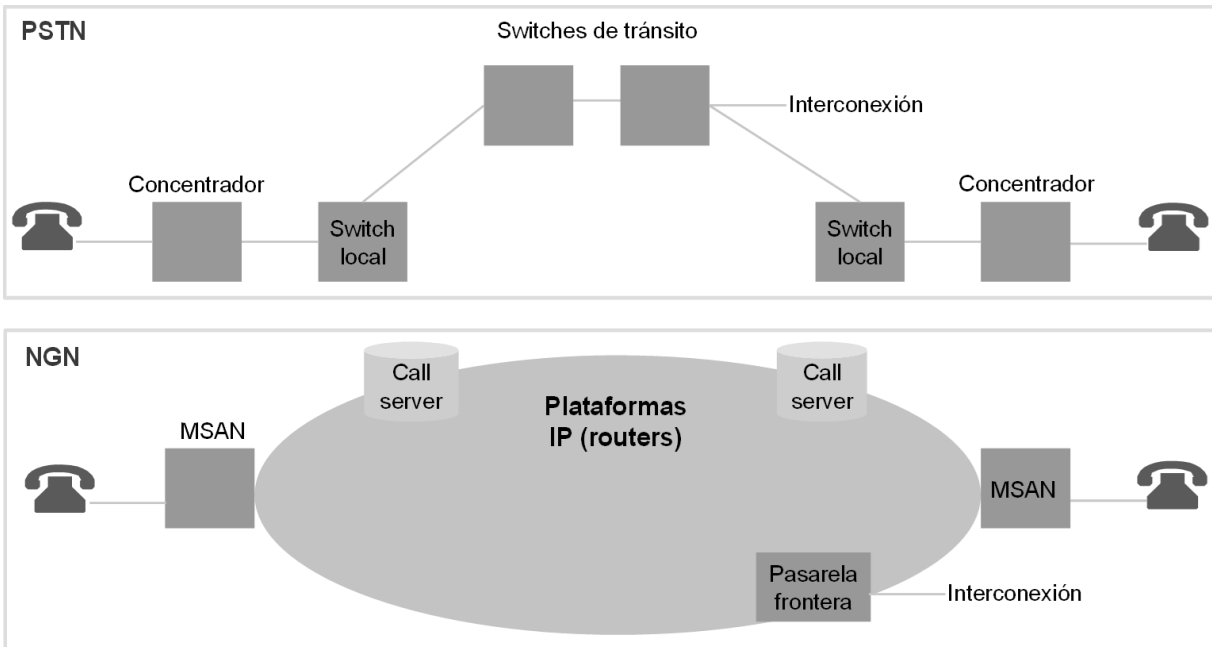 PSTN
Switches de tránsito
Interconexión
Concentrador
Concentrador
Switch
local
Switch
local
NGN
Call
server
Call
server
Plataformas
IP (routers)
MSAN
MSAN
Pasarela
frontera
Interconexión